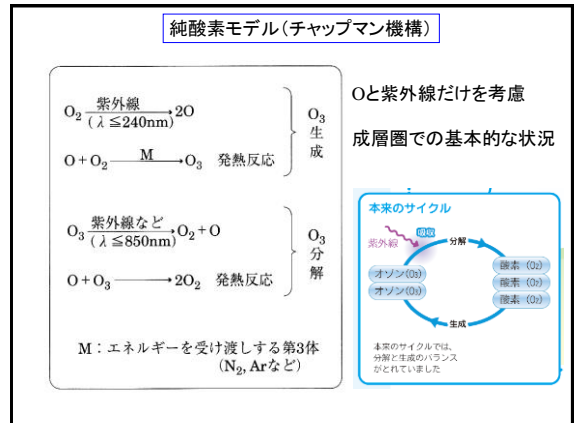 純酸素モデル(チャップマン機構)
O₂ 紫外線 (λ≦240nm) → 2O
O + O₂ M → O₃ 発熱反応
O₃生成
O₃ 紫外線など (λ≦850nm) → O₂ + O
O + O₃ → 2O₂ 発熱反応
O₃分解
M:エネルギーを受け渡しする第3体
(N₂, Arなど)
Oと紫外線だけを考慮
成層圏での基本的な状況
本来のサイクル
紫外線
吸収
分解
オゾン(O₃)
オゾン(O₃)
酸素(O₂)
酸素(O₂)
酸素(O₂)
生成
本来のサイクルでは、
分解と生成のバランス
がとれていました